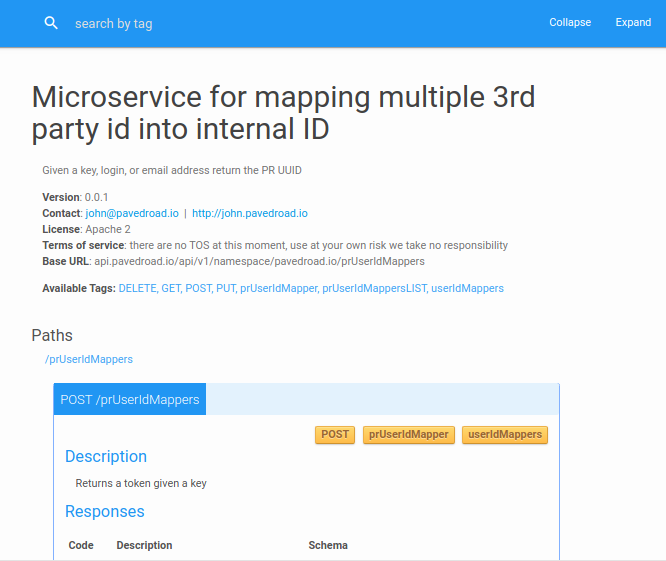 search by tag
Collapse
Expand
Microservice for mapping multiple 3rd
party id into internal ID
Given a key, login, or email address return the PR UUID
Version: 0.0.1
Contact: john@pavedroad.io | http://john.pavedroad.io
License: Apache 2
Terms of service: there are no TOS at this moment, use at your own risk we take no responsibility
Base URL: api.pavedroad.io/api/v1/namespace/pavedroad.io/prUserIdMappers
Available Tags: DELETE, GET, POST, PUT, prUserIdMapper, prUserIdMappersLIST, userIdMappers
Paths
/prUserIdMappers
POST /prUserIdMappers
POST prUserIdMapper userIdMappers
Description
Returns a token given a key
Responses
Code Description Schema